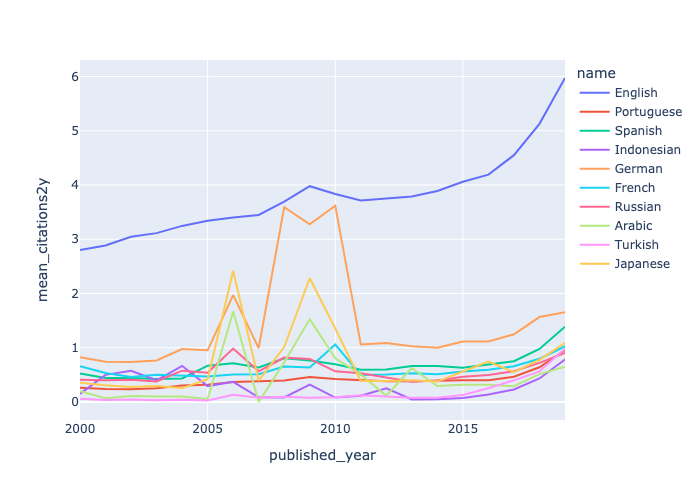 name
English
Portuguese
Spanish
Indonesian
German
French
Russian
Arabic
Turkish
Japanese
mean_citations2y
6
5
4
3
2
1
0
2000
2005
2010
2015
published_year